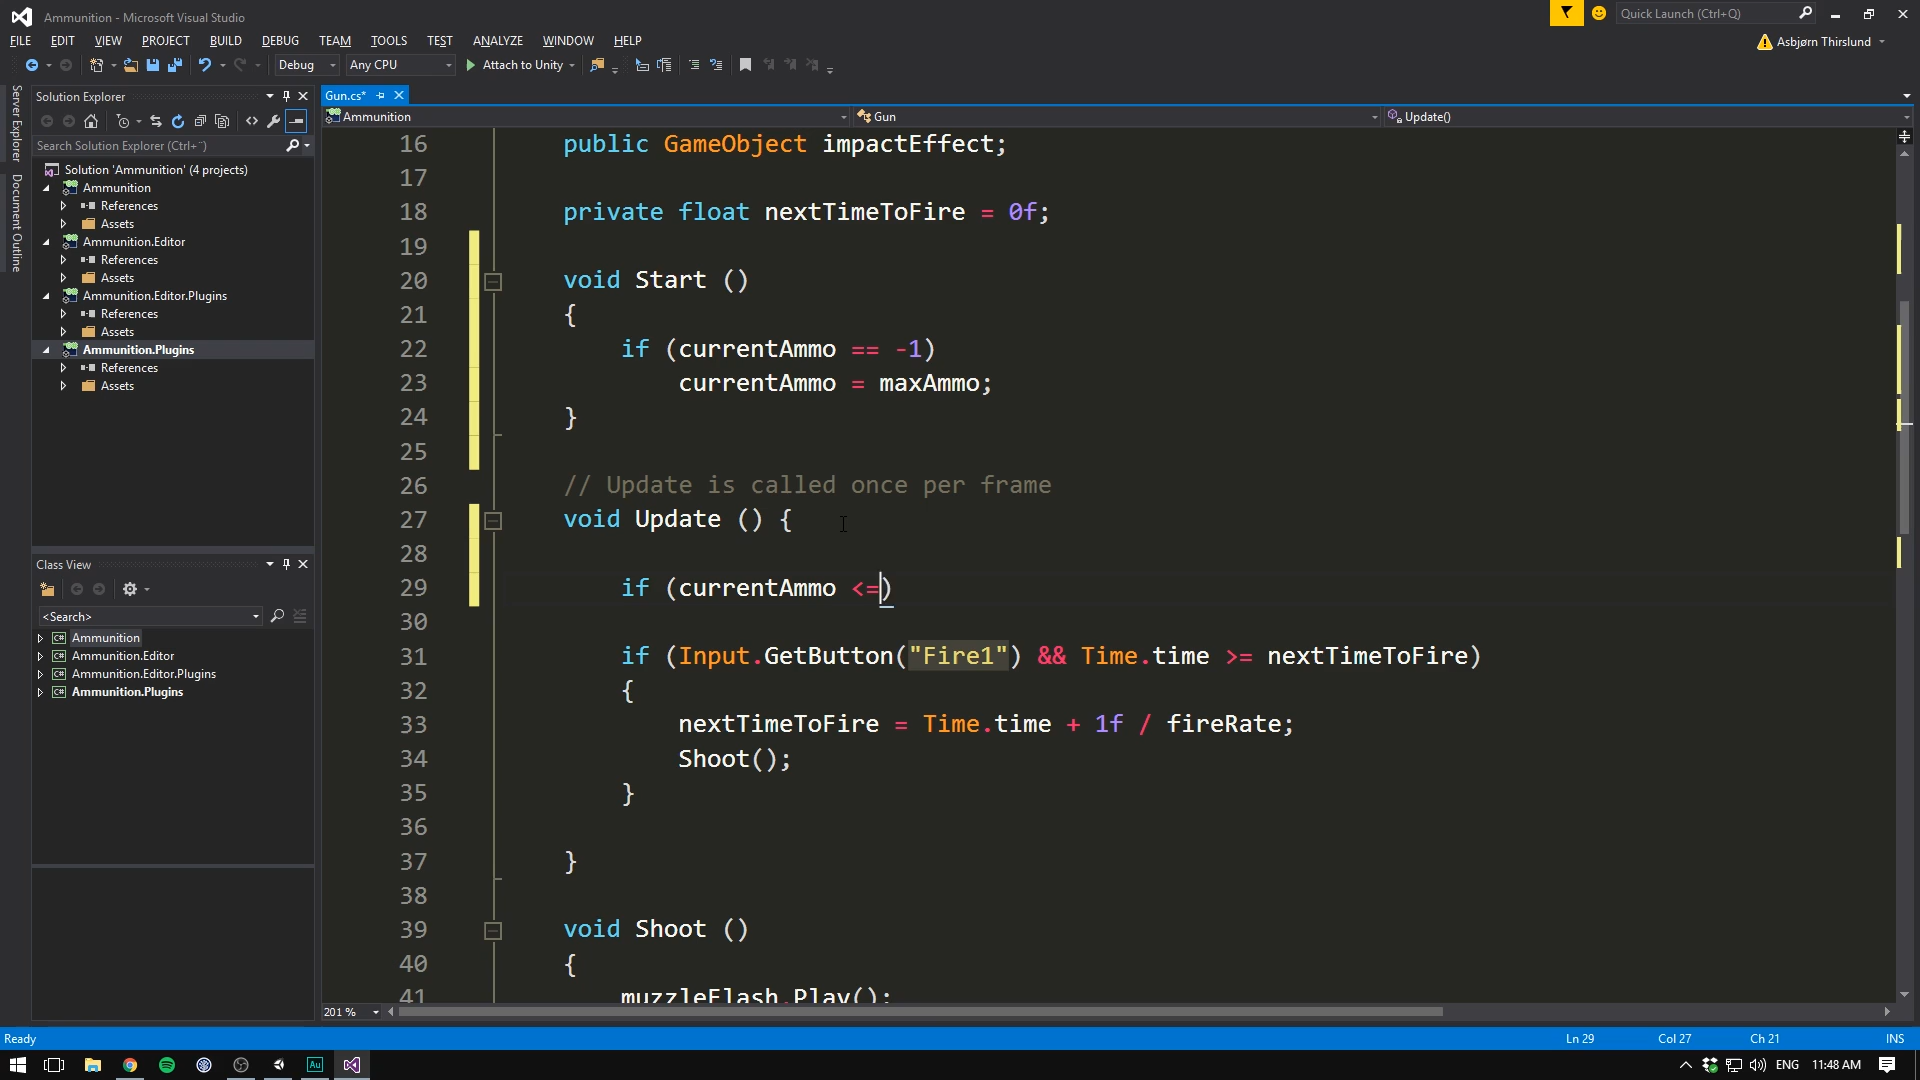 Ammunition - Microsoft Visual Studio
Quick Launch (Ctrl+Q)
FILE EDIT VIEW PROJECT BUILD DEBUG TEAM TOOLS TEST ANALYZE WINDOW HELP
Asbjørn Thirslund
Debug Any CPU Attach to Unity
Server Explorer
Document Outline
Solution Explorer
Search Solution Explorer (Ctrl+¨)
Solution 'Ammunition' (4 projects)
Ammunition
References
Assets
Ammunition.Editor
References
Assets
Ammunition.Editor.Plugins
References
Assets
Ammunition.Plugins
References
Assets
Class View
<Search>
Ammunition
Ammunition.Editor
Ammunition.Editor.Plugins
Ammunition.Plugins
Gun.cs*
Ammunition Gun Update()
16 public GameObject impactEffect;
17
18 private float nextTimeToFire = 0f;
19
20 void Start ()
21 {
22 if (currentAmmo == -1)
23 currentAmmo = maxAmmo;
24 }
25
26 // Update is called once per frame
27 void Update () {
28
29 if (currentAmmo <=)
30
31 if (Input.GetButton("Fire1") && Time.time >= nextTimeToFire)
32 {
33 nextTimeToFire = Time.time + 1f / fireRate;
34 Shoot();
35 }
36
37 }
38
39 void Shoot ()
40 {
41 muzzleFlash.Play();
201 %
Ready Ln 29 Col 27 Ch 21 INS
Au ENG 11:48 AM